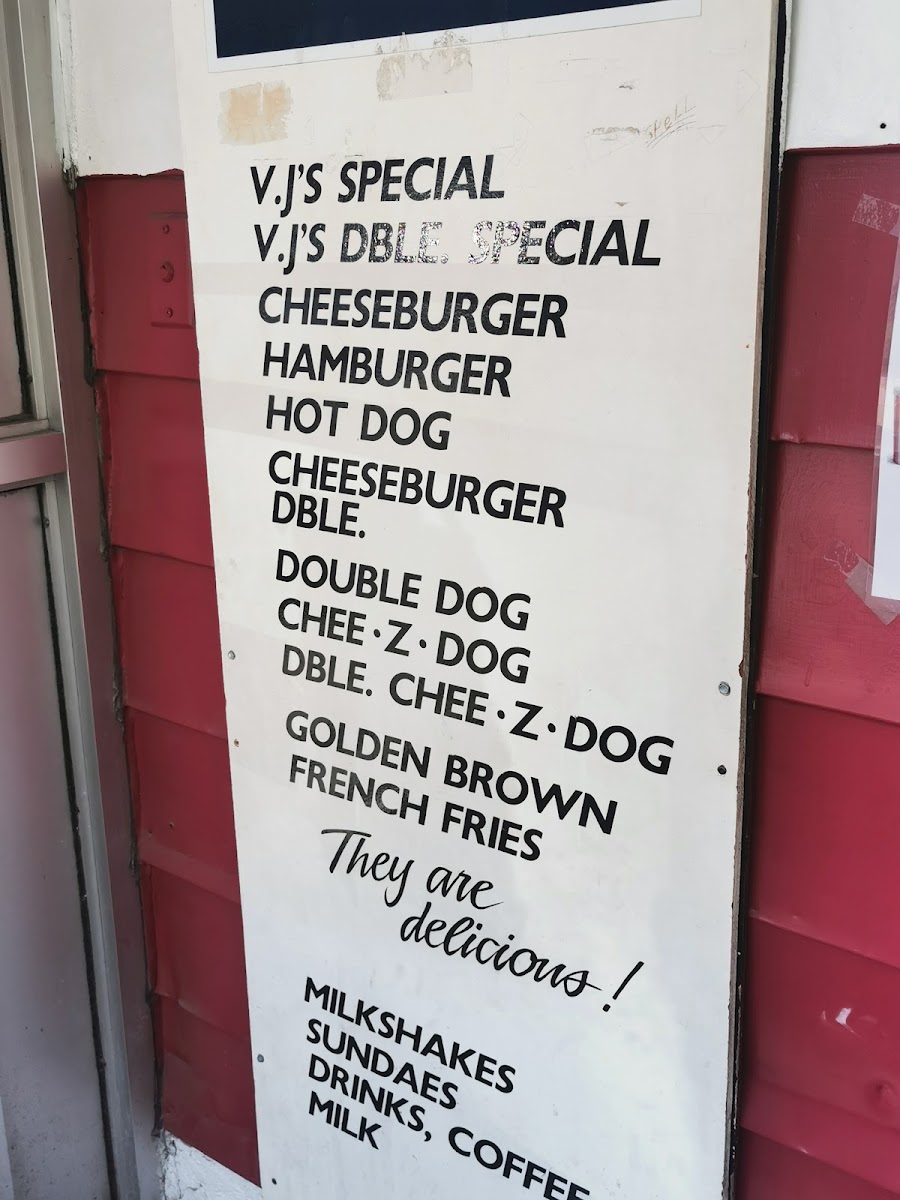 V.J'S SPECIAL
V.J'S DBLE. SPECIAL
CHEESEBURGER
HAMBURGER
HOT DOG
CHEESEBURGER
DBLE.
DOUBLE DOG
CHEE·Z·DOG
DBLE. CHEE·Z·DOG
GOLDEN BROWN
FRENCH FRIES
They are
delicious!
MILKSHAKES
SUNDAES
DRINKS, COFFEE
MILK